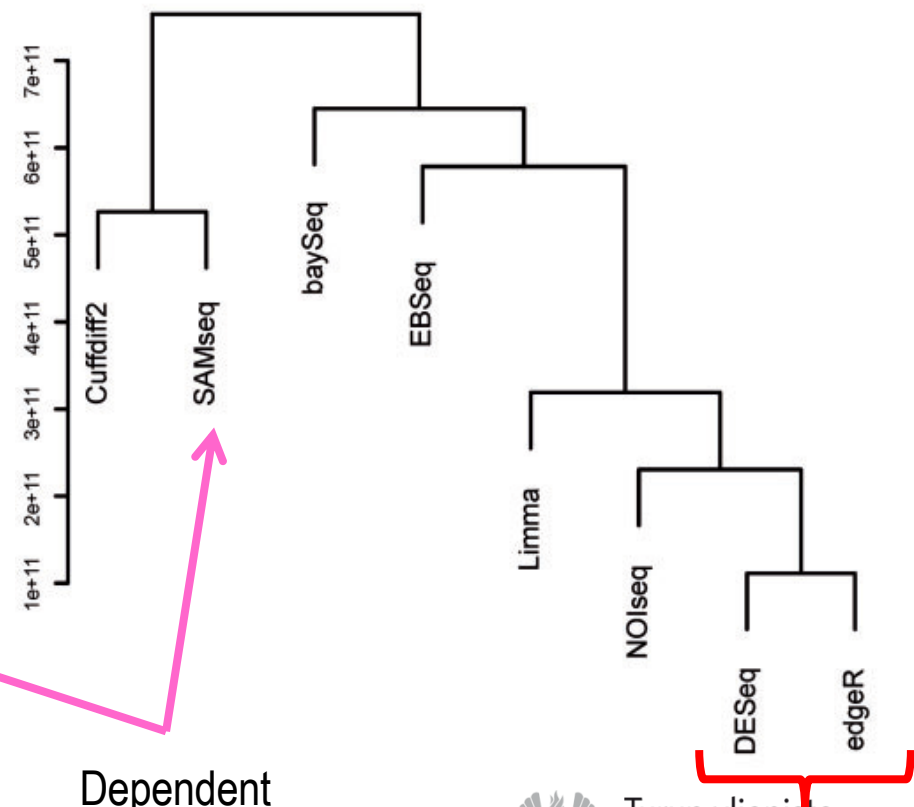 7e+11
6e+11
5e+11
4e+11
3e+11
2e+11
1e+11
Cuffdiff2
SAMseq
baySeq
EBSeq
Limma
NOIseq
DESeq
edgeR
Dependent